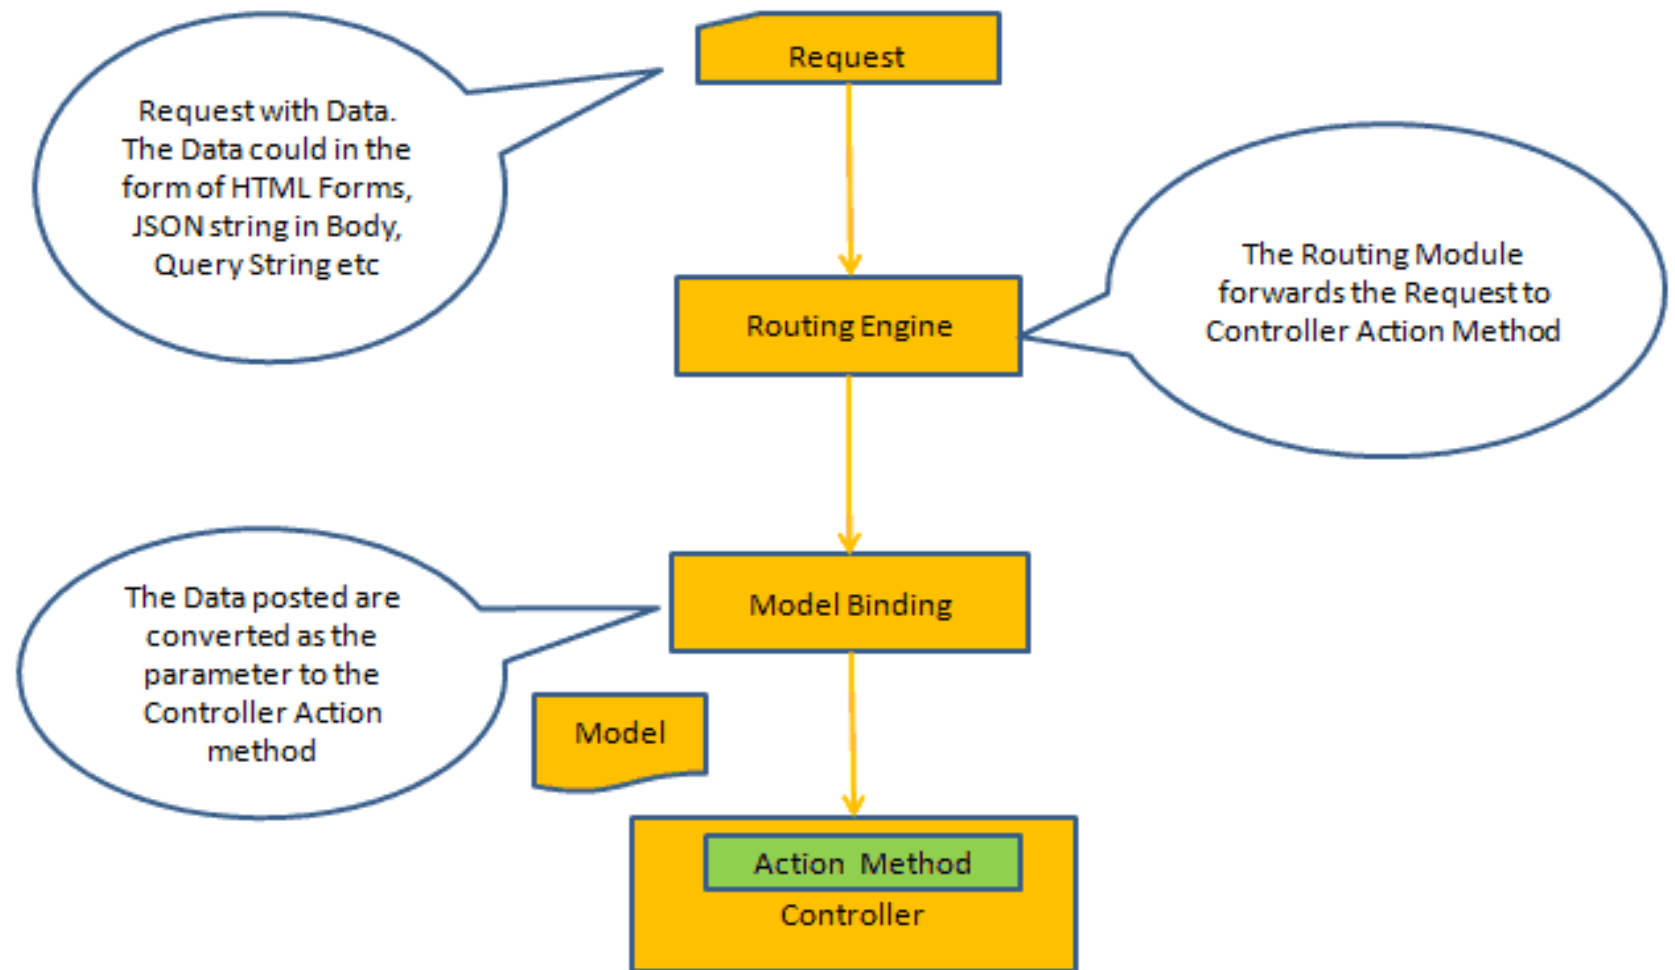 Request
Request with Data.
The Data could in the
form of HTML Forms,
JSON string in Body,
Query String etc
Routing Engine
The Routing Module
forwards the Request to
Controller Action Method
Model Binding
The Data posted are
converted as the
parameter to the
Controller Action
method
Model
Action Method
Controller